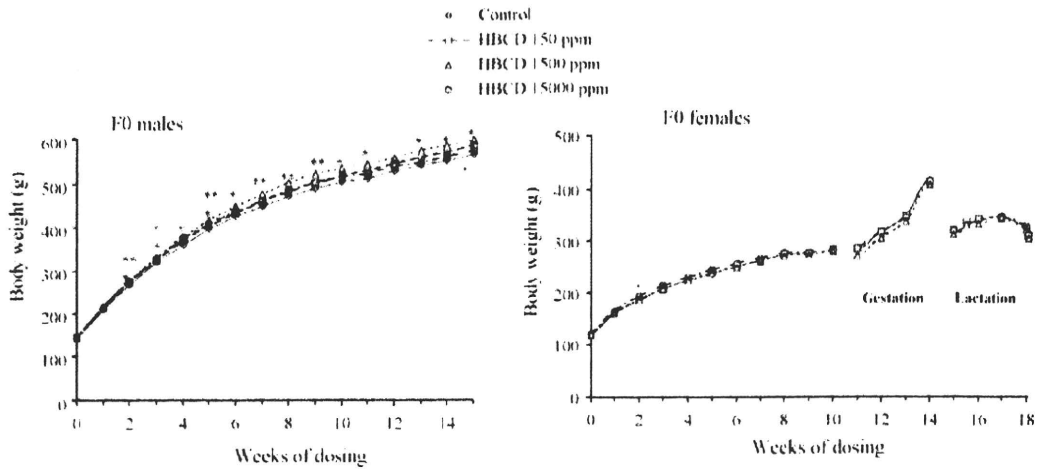 Control
HBCD 150 ppm
HBCD 1500 ppm
HBCD 15000 ppm
F0 males
F0 females
600
500
400
300
200
100
0
Body weight (g)
0 2 4 6 8 10 12 14
Weeks of dosing
500
400
300
200
100
0
Body weight (g)
Gestation
Lactation
0 2 4 6 8 10 12 14 16 18
Weeks of dosing